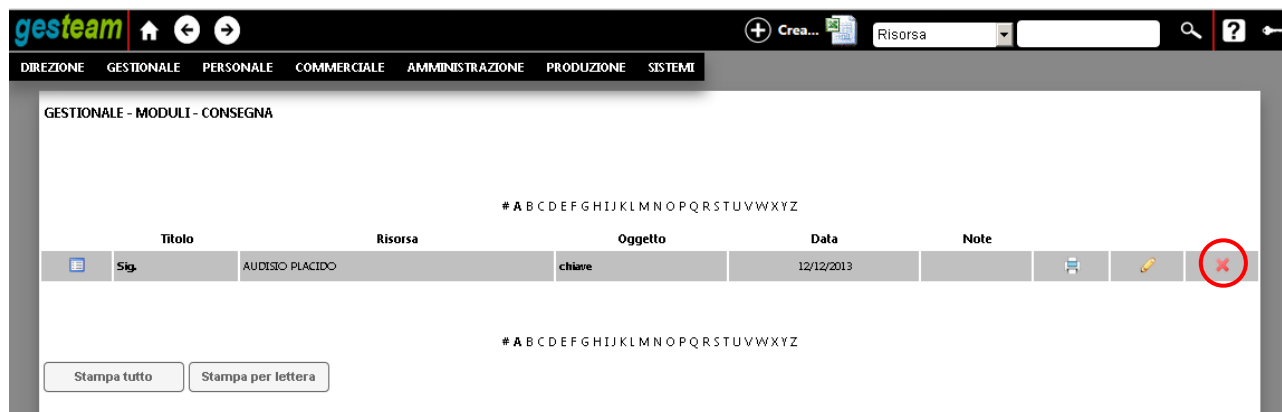 gesteam Crea... Risorsa ?
DIREZIONE GESTIONALE PERSONALE COMMERCIALE AMMINISTRAZIONE PRODUZIONE SISTEMI
GESTIONALE - MODULI - CONSEGNA
# A B C D E F G H I J K L M N O P Q R S T U V W X Y Z
Titolo Risorsa Oggetto Data Note
Sig. AUDISIO PLACIDO chiave 12/12/2013
# A B C D E F G H I J K L M N O P Q R S T U V W X Y Z
Stampa tutto Stampa per lettera